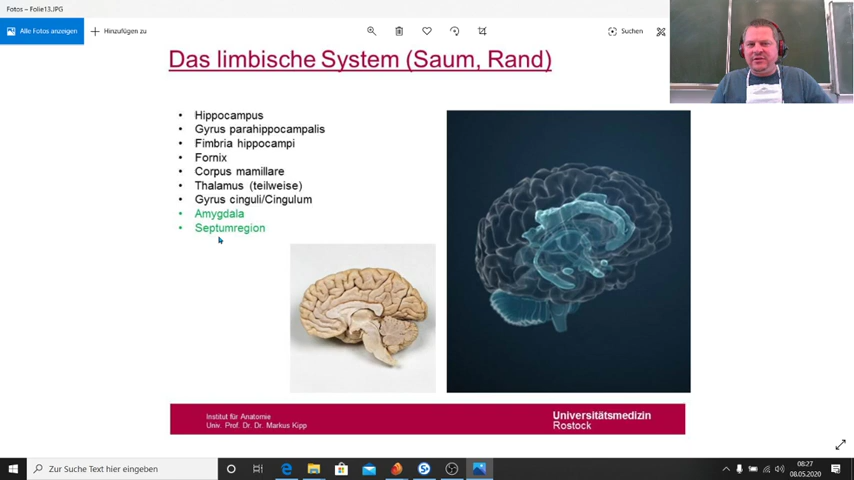 Fotos – Folie13.JPG
Alle Fotos anzeigen
Hinzufügen zu
Suchen
Das limbische System (Saum, Rand)
• Hippocampus
• Gyrus parahippocampalis
• Fimbria hippocampi
• Fornix
• Corpus mamillare
• Thalamus (teilweise)
• Gyrus cinguli/Cingulum
• Amygdala
• Septumregion
Institut für Anatomie
Univ. Prof. Dr. Dr. Markus Kipp
Universitätsmedizin
Rostock
Zur Suche Text hier eingeben
08:27
08.05.2020